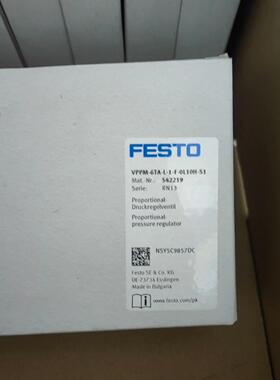 FESTO
VPPM-6TA-L-1-F-0L10H-S1
Mat.-Nr.: 542219
Serie: RN13
Proportional-
Druckregelventil
Proportional-
pressure regulator
NSYSC9857DC
Festo SE & Co. KG
DE-73734 Esslingen
Made in Bulgaria
www.festo.com/pk